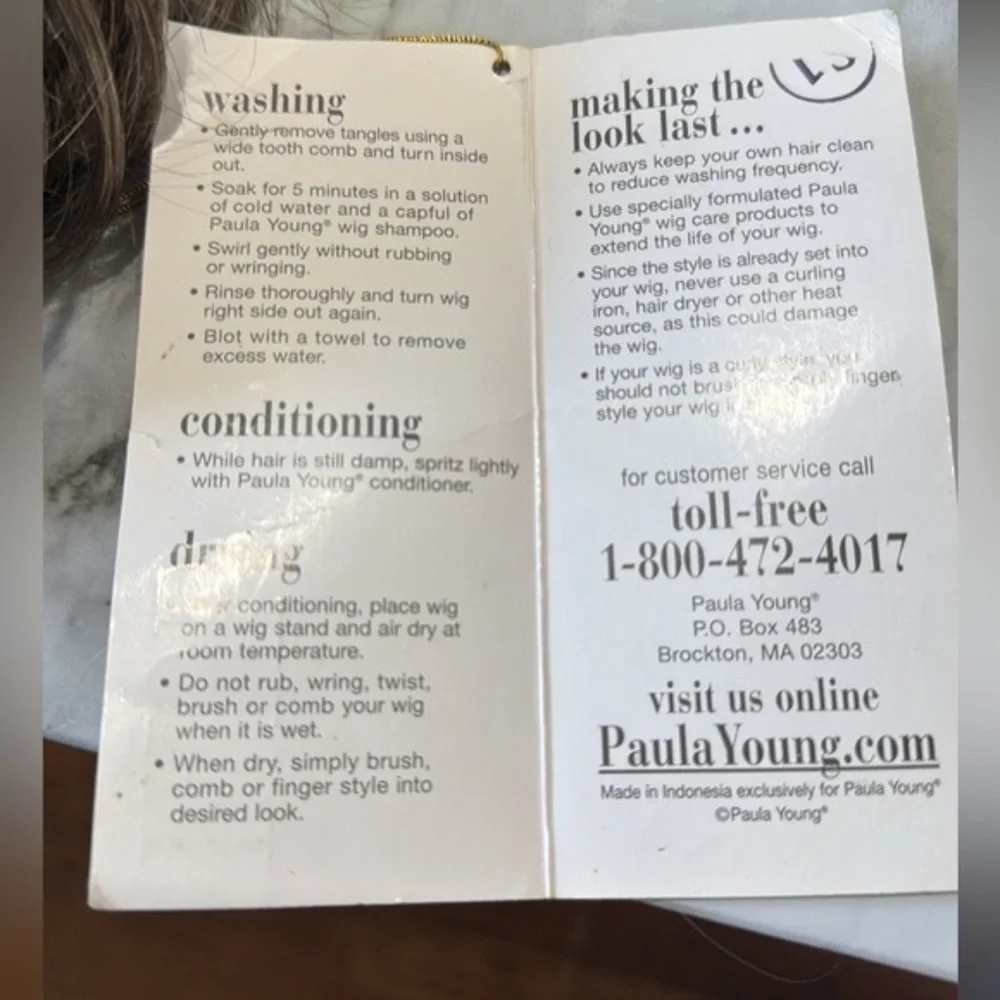 washing
• Gently remove tangles using a
wide tooth comb and turn inside
out.
• Soak for 5 minutes in a solution
of cold water and a capful of
Paula Young® wig shampoo.
• Swirl gently without rubbing
or wringing.
• Rinse thoroughly and turn wig
right side out again.
• Blot with a towel to remove
excess water.
conditioning
• While hair is still damp, spritz lightly
with Paula Young® conditioner.
drying
conditioning, place wig
on a wig stand and air dry at
room temperature.
• Do not rub, wring, twist,
brush or comb your wig
when it is wet.
• When dry, simply brush,
comb or finger style into
desired look.
making the
look last...
• Always keep your own hair clean
to reduce washing frequency.
• Use specially formulated Paula
Young® wig care products to
extend the life of your wig.
• Since the style is already set into
your wig, never use a curling
iron, hair dryer or other heat
source, as this could damage
the wig.
• If your wig is a curly style, you
should not brush finger
style your wig
for customer service call
toll-free
1-800-472-4017
Paula Young®
P.O. Box 483
Brockton, MA 02303
visit us online
PaulaYoung.com
Made in Indonesia exclusively for Paula Young®
©Paula Young®